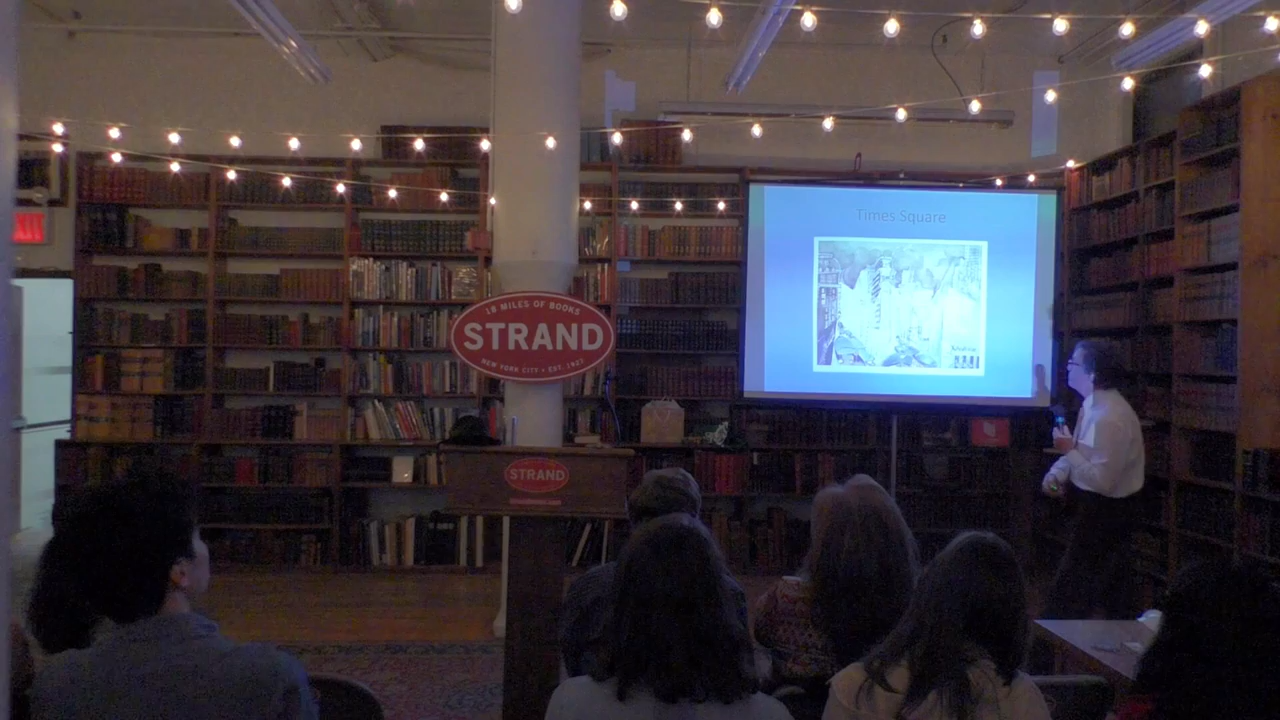 Times Square
18 MILES OF BOOKS
STRAND
NEW YORK CITY • EST. 1927
STRAND